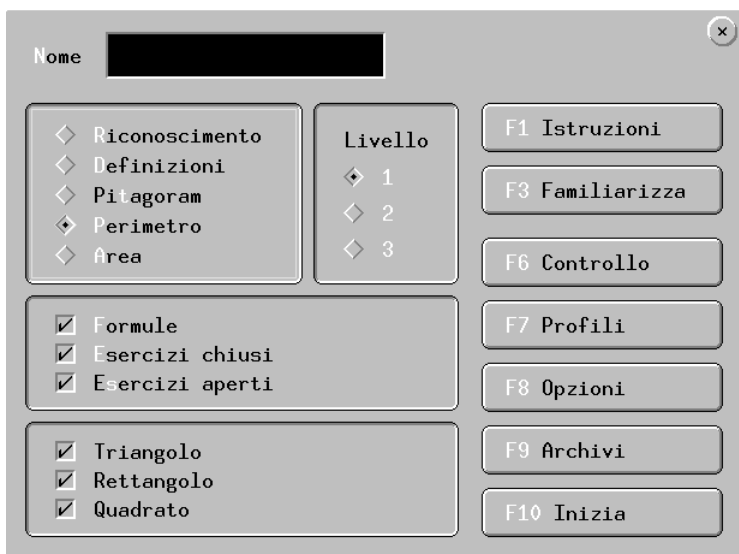 Nome
Riconoscimento
Definizioni
Pitagoram
Perimetro
Area
Livello
1
2
3
Formule
Esercizi chiusi
Esercizi aperti
Triangolo
Rettangolo
Quadrato
F1 Istruzioni
F3 Familiarizza
F6 Controllo
F7 Profili
F8 Opzioni
F9 Archivi
F10 Inizia